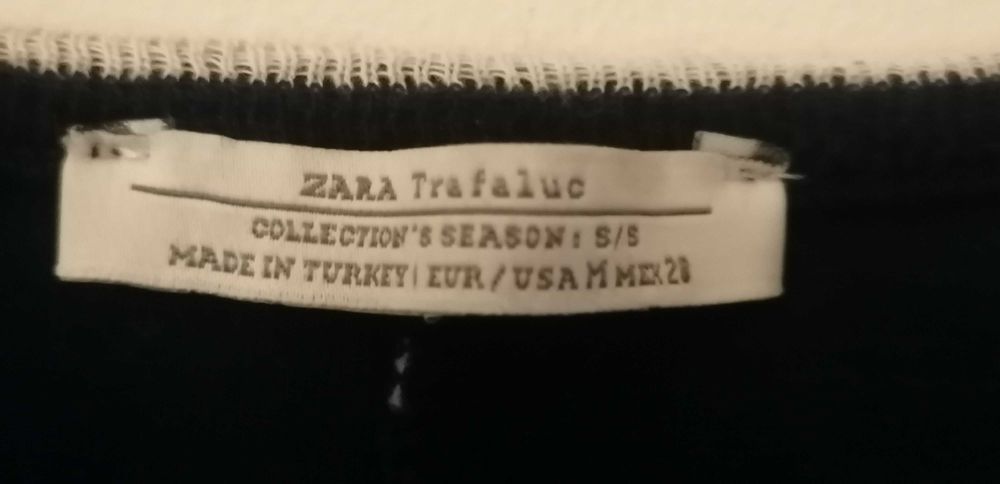 ZARA Trafaluc
COLLECTION'S SEASON: S/S
MADE IN TURKEY | EUR / USA M MEX 28